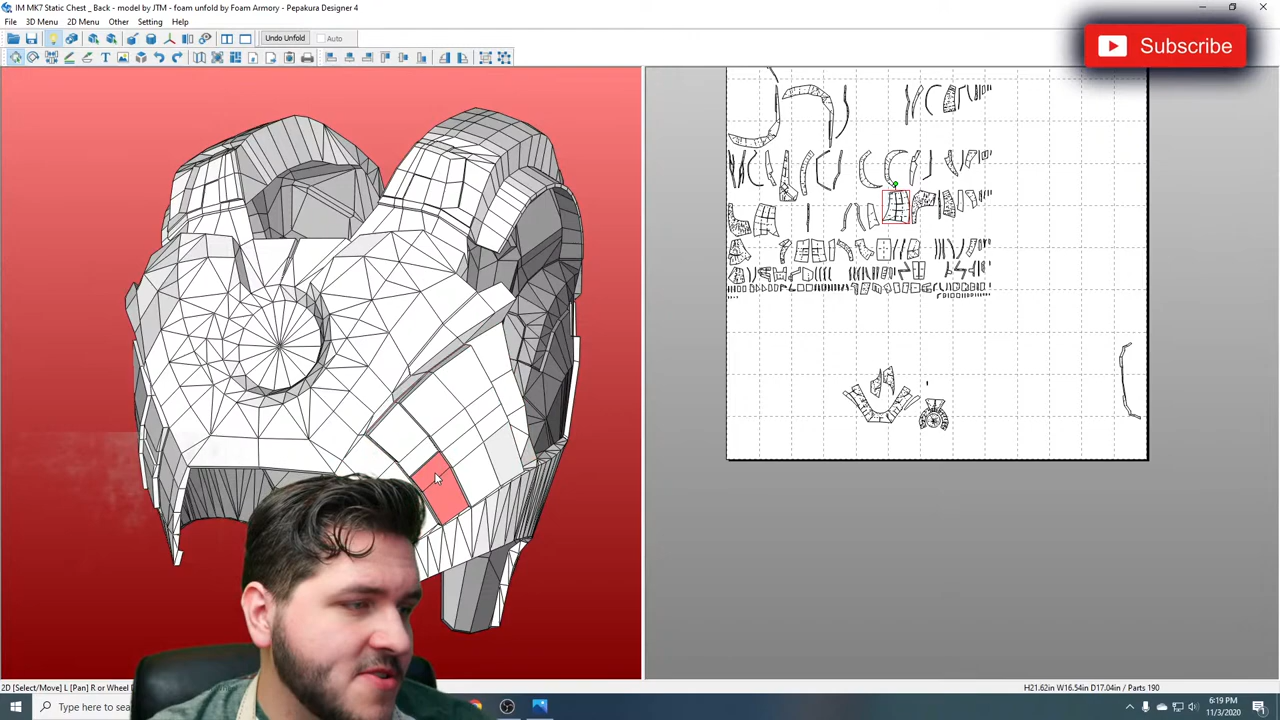 IM MK7 Static Chest _ Back - model by JTM - foam unfold by Foam Armory - Pepakura Designer 4
File 3D Menu 2D Menu Other Setting Help
Undo Unfold
Auto
Subscribe
2D [Select/Move] L [Pan] R or Wheel
H21.62in W16.54in D17.04in/ Parts 190
Type here to sea
6:19 PM
11/3/2020
1